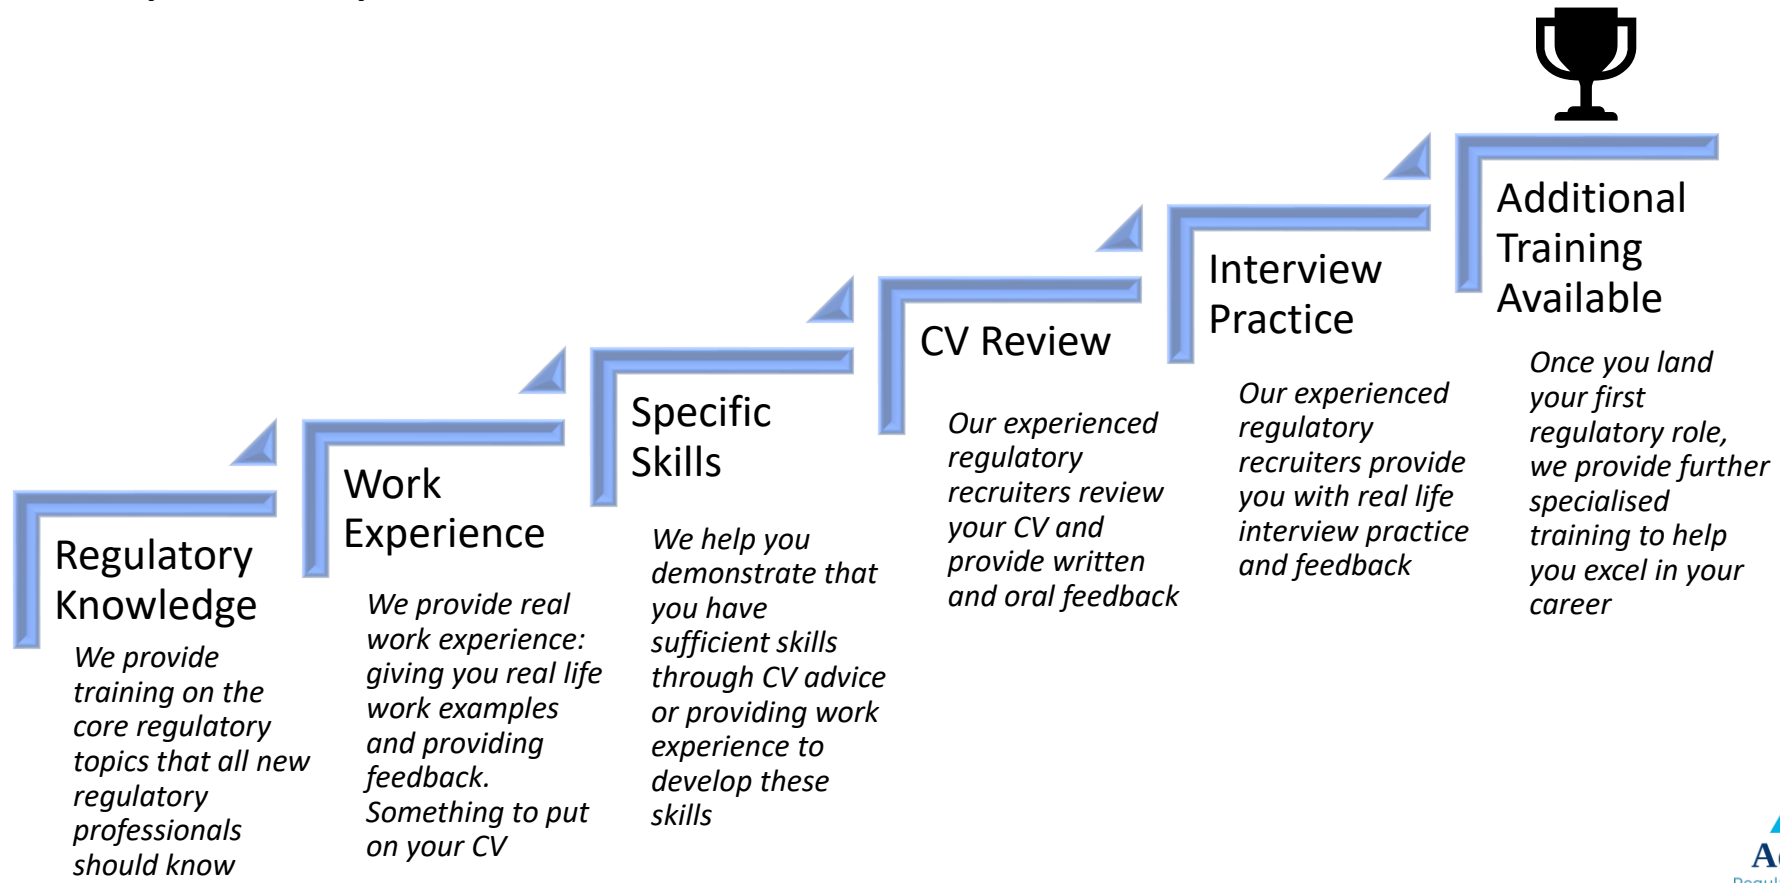 Regulatory
Knowledge
We provide
training on the
core regulatory
topics that all new
regulatory
professionals
should know
Work
Experience
We provide real
work experience:
giving you real life
work examples
and providing
feedback.
Something to put
on your CV
Specific
Skills
We help you
demonstrate that
you have
sufficient skills
through CV advice
or providing work
experience to
develop these
skills
CV Review
Our experienced
regulatory
recruiters review
your CV and
provide written
and oral feedback
Interview
Practice
Our experienced
regulatory
recruiters provide
you with real life
interview practice
and feedback
Additional
Training
Available
Once you land
your first
regulatory role,
we provide further
specialised
training to help
you excel in your
career